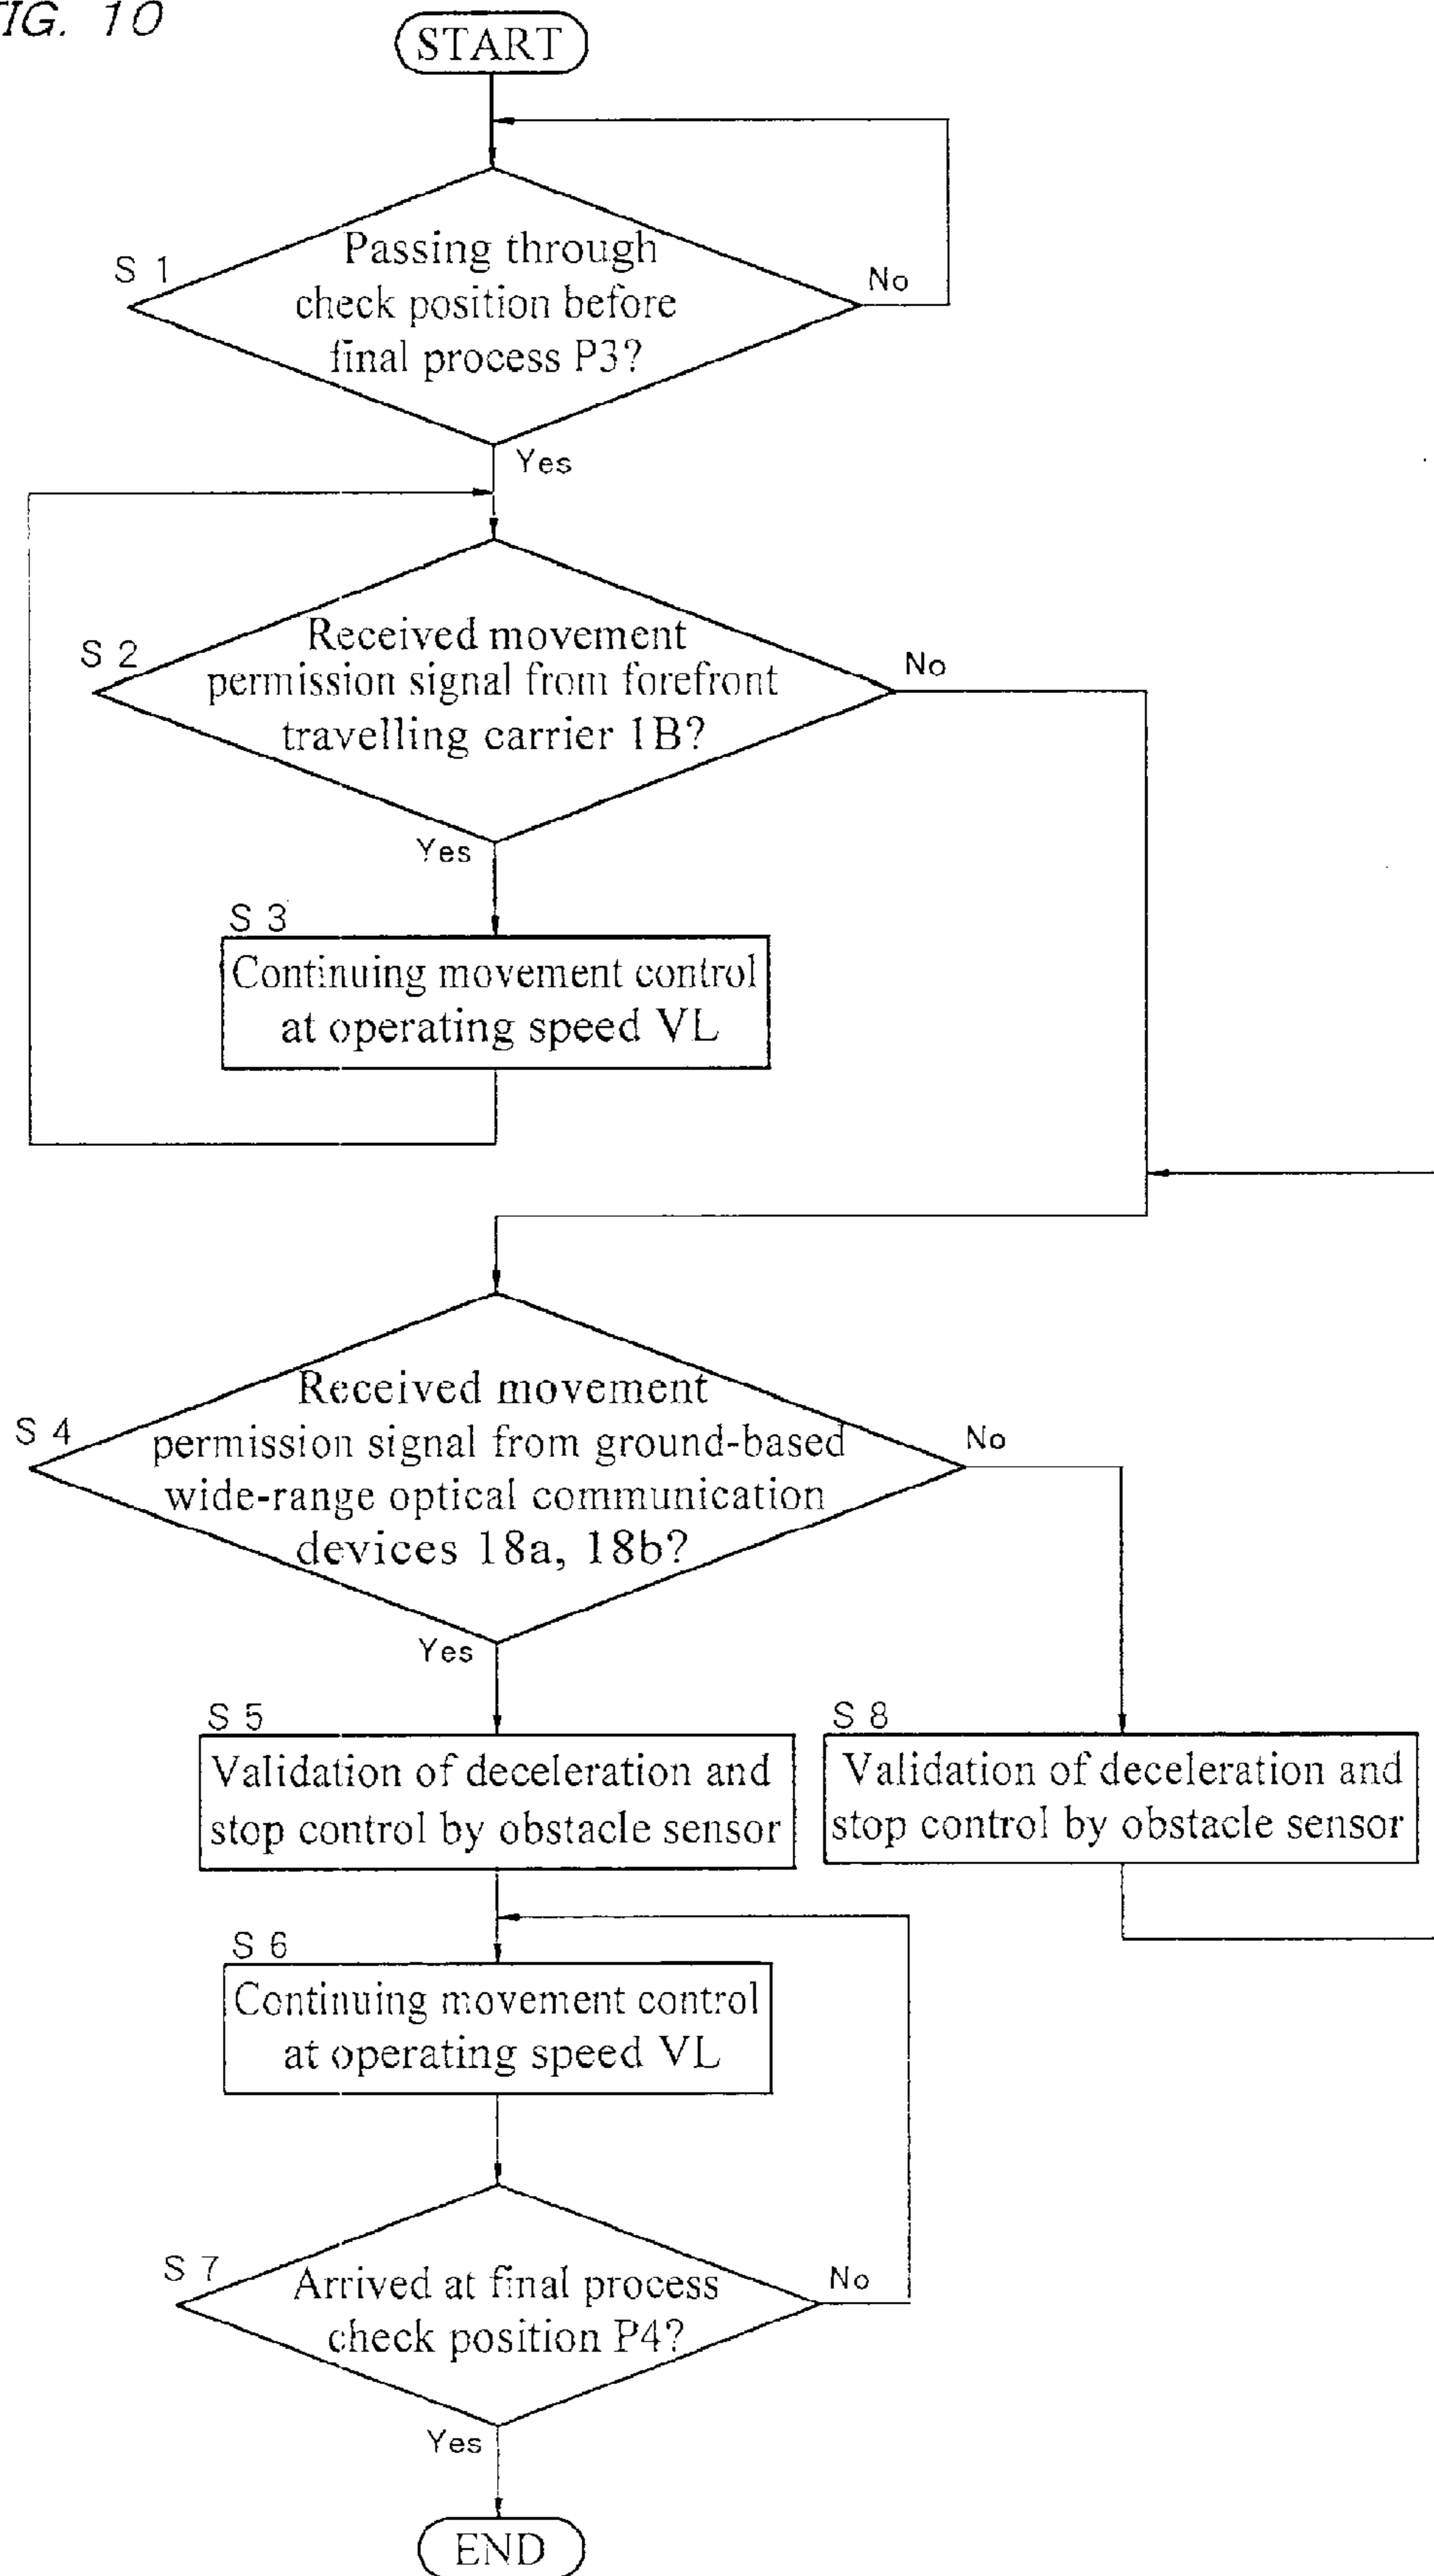 FIG. 10
START
S 1
Passing through
check position before
final process P3?
No
Yes
S 2
Received movement
permission signal from forefront
travelling carrier 1B?
No
Yes
S 3
Continuing movement control
at operating speed VL
S 4
Received movement
permission signal from ground-based
wide-range optical communication
devices 18a, 18b?
No
Yes
S 5
Validation of deceleration and
stop control by obstacle sensor
S 8
Validation of deceleration and
stop control by obstacle sensor
S 6
Continuing movement control
at operating speed VL
S 7
Arrived at final process
check position P4?
No
Yes
END